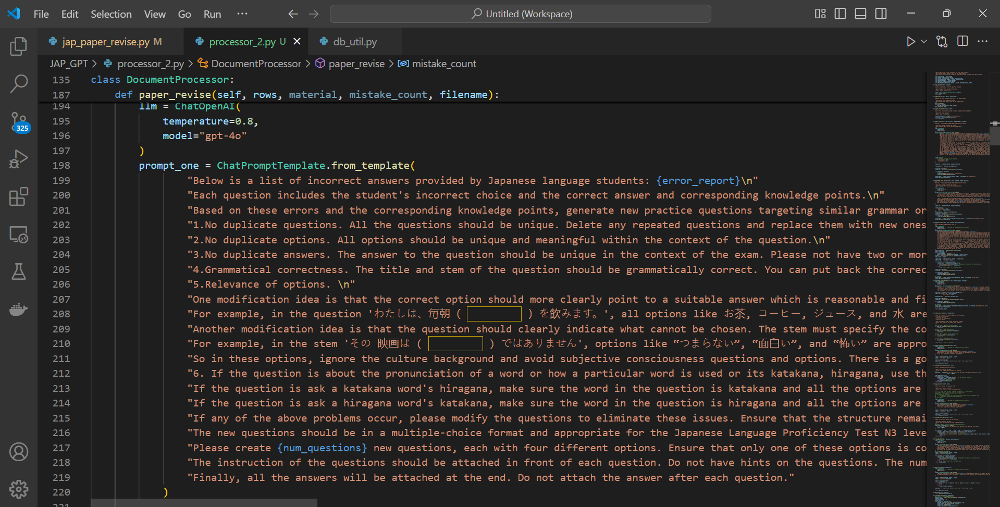 File Edit Selection View Go Run ··· ← → Untitled (Workspace)
jap_paper_revise.py M processor_2.py U × db_util.py
JAP_GPT > processor_2.py > DocumentProcessor > paper_revise > mistake_count
135 class DocumentProcessor:
187 def paper_revise(self, rows, material, mistake_count, filename):
194 llm = ChatOpenAI(
195 temperature=0.8,
196 model="gpt-4o"
197 )
198 prompt_one = ChatPromptTemplate.from_template(
199 "Below is a list of incorrect answers provided by Japanese language students: {error_report}\n"
200 "Each question includes the student's incorrect choice and the correct answer and corresponding knowledge points.\n"
201 "Based on these errors and the corresponding knowledge points, generate new practice questions targeting similar grammar or
202 "1.No duplicate questions. All the questions should be unique. Delete any repeated questions and replace them with new ones
203 "2.No duplicate options. All options should be unique and meaningful within the context of the question.\n"
204 "3.No duplicate answers. The answer to the question should be unique in the context of the exam. Please not have two or mor
205 "4.Grammatical correctness. The title and stem of the question should be grammatically correct. You can put back the correc
206 "5.Relevance of options. \n"
207 "One modification idea is that the correct option should more clearly point to a suitable answer which is reasonable and fi
208 "For example, in the question 'わたしは、毎朝 (　　　　) を飲みます。', all options like お茶, コーヒー, ジュース, and 水 are
209 "Another modification idea is that the question should clearly indicate what cannot be chosen. The stem must specify the co
210 "For example, in the stem 'その 映画は (　　　　) ではありません', options like “つまらない”, “面白い”, and “怖い” are appro
211 "So in these options, ignore the culture background and avoid subjective consciousness questions and options. There is a go
212 "6. If the question is about the pronunciation of a word or how a particular word is used or its katakana, hiragana, use th
213 "If the question is ask a katakana word's hiragana, make sure the word in the question is katakana and all the options are
214 "If the question is ask a hiragana word's katakana, make sure the word in the question is hiragana and all the options are
215 "If any of the above problems occur, please modify the questions to eliminate these issues. Ensure that the structure remai
216 "The new questions should be in a multiple-choice format and appropriate for the Japanese Language Proficiency Test N3 leve
217 "Please create {num_questions} new questions, each with four different options. Ensure that only one of these options is co
218 "The instruction of the questions should be attached in front of each question. Do not have hints on the questions. The num
219 "Finally, all the answers will be attached at the end. Do not attach the answer after each question."
220 )
325